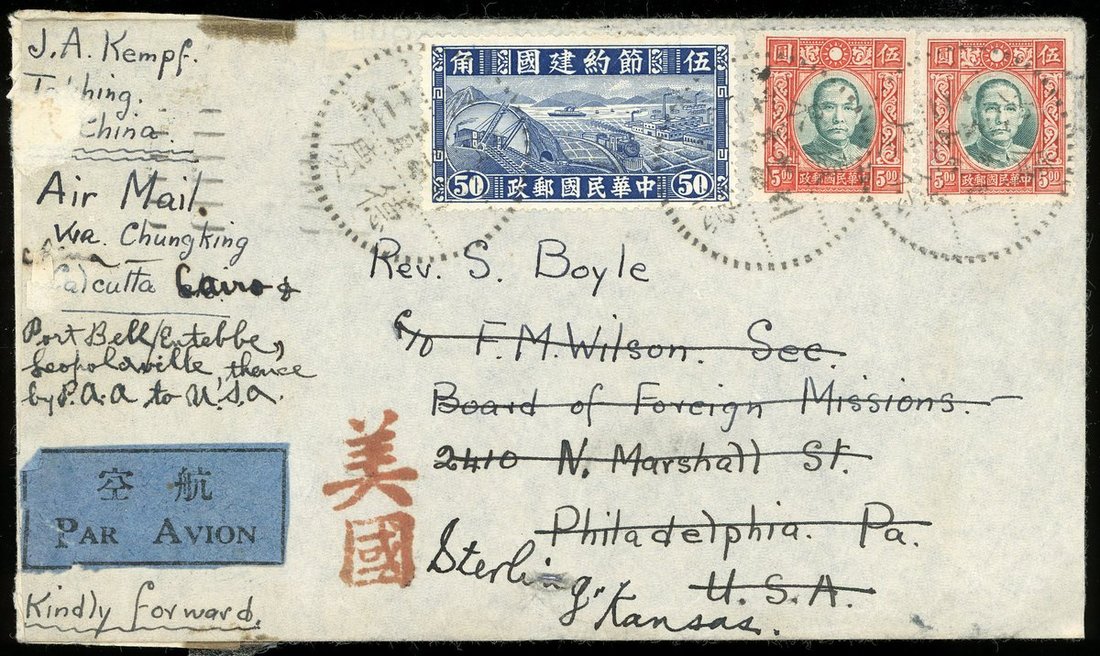 J. A. Kempf.
China.
Air Mail
Via. Chungking
Calcutta Cairo &
Port Bell/Entebbe,
Leopoldville, thence
by P.A.A to U.S.A.
空航
PAR AVION
Kindly forward.
角國建約節伍
50 政郵國民華中 50
圓伍
5.00 政郵國民華中 5.00
圓伍
5.00 政郵國民華中 5.00
Rev. S. Boyle
c/o F.M. Wilson. Sec.
Board of Foreign Missions.
2410 N. Marshall St.
Philadelphia. Pa.
U.S.A.
Sterling, Kansas.
美
國